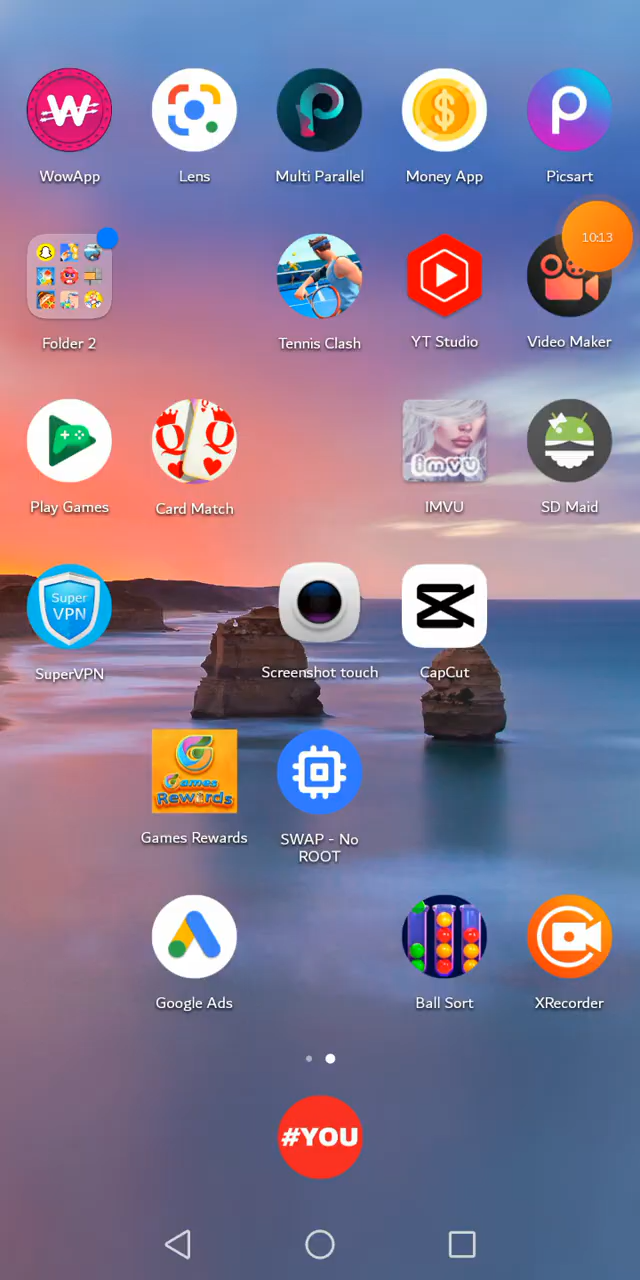 W
WowApp
Lens
Multi Parallel
$
Money App
Picsart
10:13
Folder 2
Tennis Clash
YT Studio
Video Maker
Play Games
Q Q
Card Match
imvu
IMVU
SD Maid
Super
VPN
SuperVPN
Screenshot touch
CapCut
Games
Rewards
Games Rewards
SWAP - No
ROOT
Google Ads
Ball Sort
XRecorder
#YOU